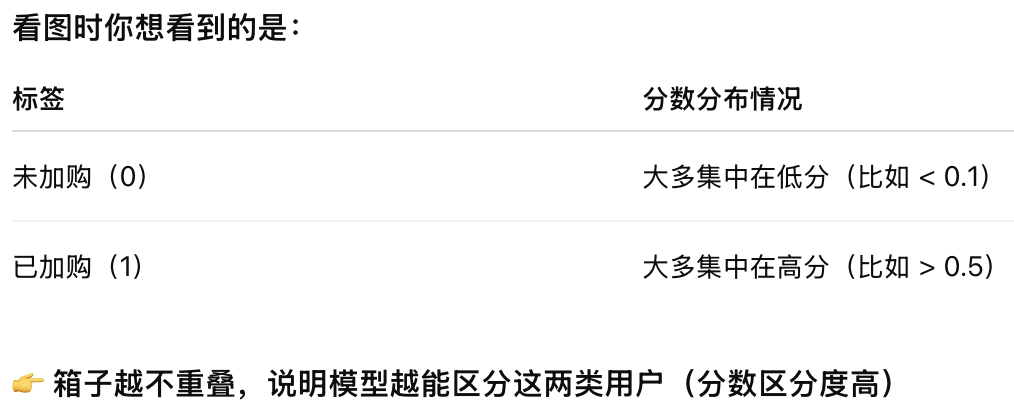 看图时你想看到的是：
标签 分数分布情况
未加购（0） 大多集中在低分（比如 < 0.1）
已加购（1） 大多集中在高分（比如 > 0.5）
👉 箱子越不重叠，说明模型越能区分这两类用户（分数区分度高）